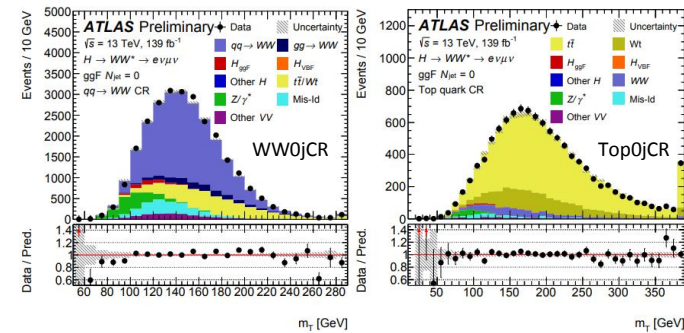 Events / 10 GeV
5000
4500
4000
3500
3000
2500
2000
1500
1000
500
0
ATLAS Preliminary
√s = 13 TeV, 139 fb⁻¹
H → WW* → eνμν
ggF Njet = 0
qq → WW CR
Data
Uncertainty
qq → WW
gg → WW
HggF
HVBF
Other H
tt̄/Wt
Z/γ*
Mis-Id
Other VV
WW0jCR
Data / Pred.
1.4
1.2
1
0.8
0.6
60 80 100 120 140 160 180 200 220 240 260 280
mT [GeV]
Events / 10 GeV
1200
1000
800
600
400
200
0
ATLAS Preliminary
√s = 13 TeV, 139 fb⁻¹
H → WW* → eνμν
ggF Njet = 0
Top quark CR
Data
Uncertainty
tt̄
Wt
HggF
HVBF
Other H
WW
Z/γ*
Mis-Id
Other VV
Top0jCR
Data / Pred.
1.4
1.2
1
0.8
0.6
50 100 150 200 250 300 350
mT [GeV]